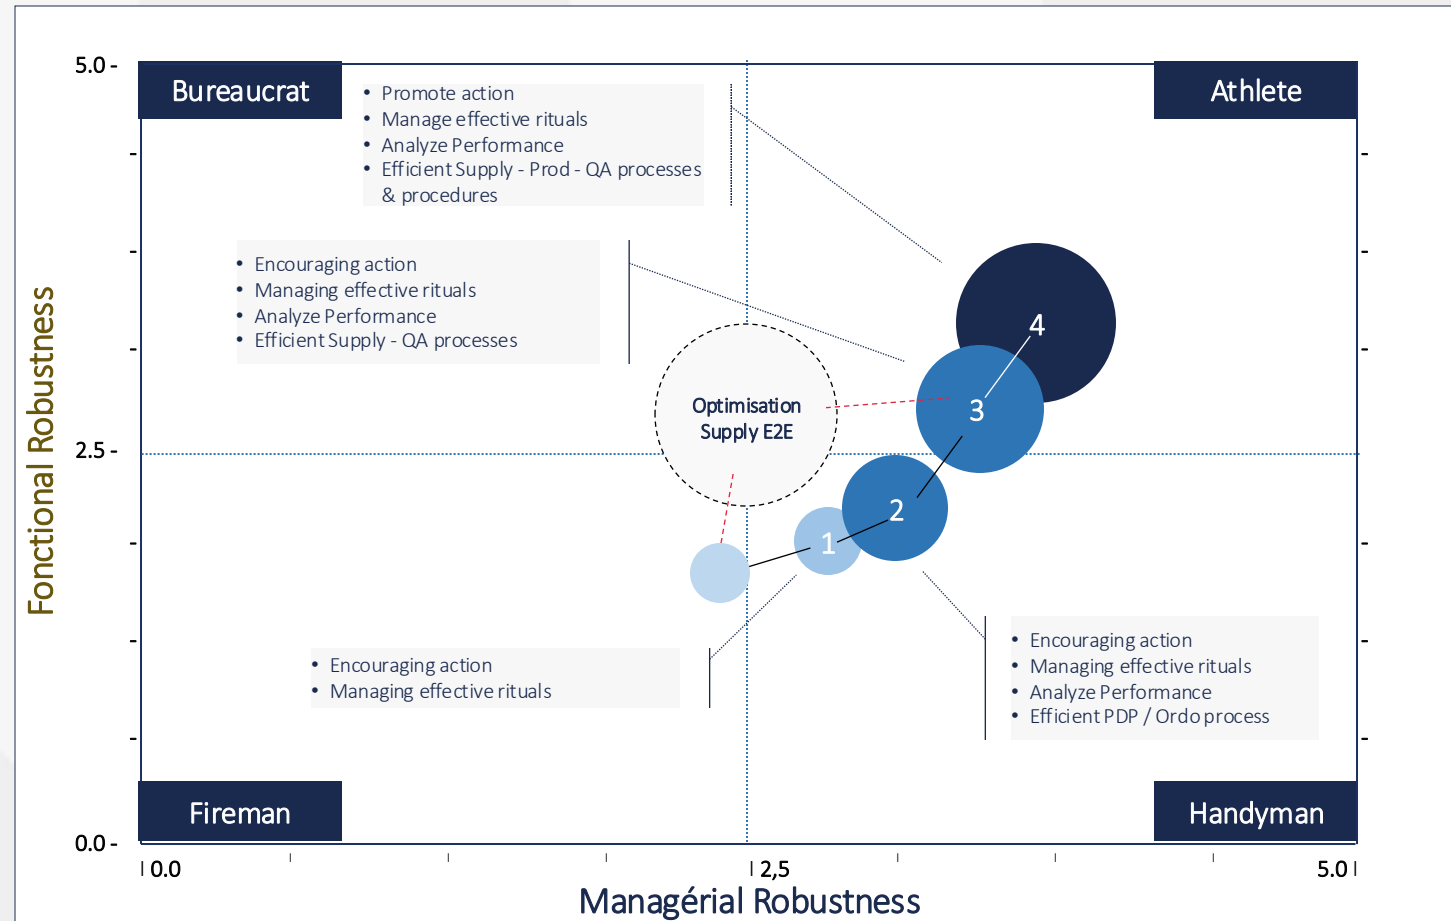 5.0 -
Bureaucrat
• Promote action
• Manage effective rituals
• Analyze Performance
• Efficient Supply - Prod - QA processes
& procedures
Athlete
• Encouraging action
• Managing effective rituals
• Analyze Performance
• Efficient Supply - QA processes
4
3
Optimisation
Supply E2E
2.5 -
2
1
Fonctional Robustness
• Encouraging action
• Managing effective rituals
• Encouraging action
• Managing effective rituals
• Analyze Performance
• Efficient PDP / Ordo process
Fireman
Handyman
0.0 -
0.0
2,5
5.0
Managérial Robustness